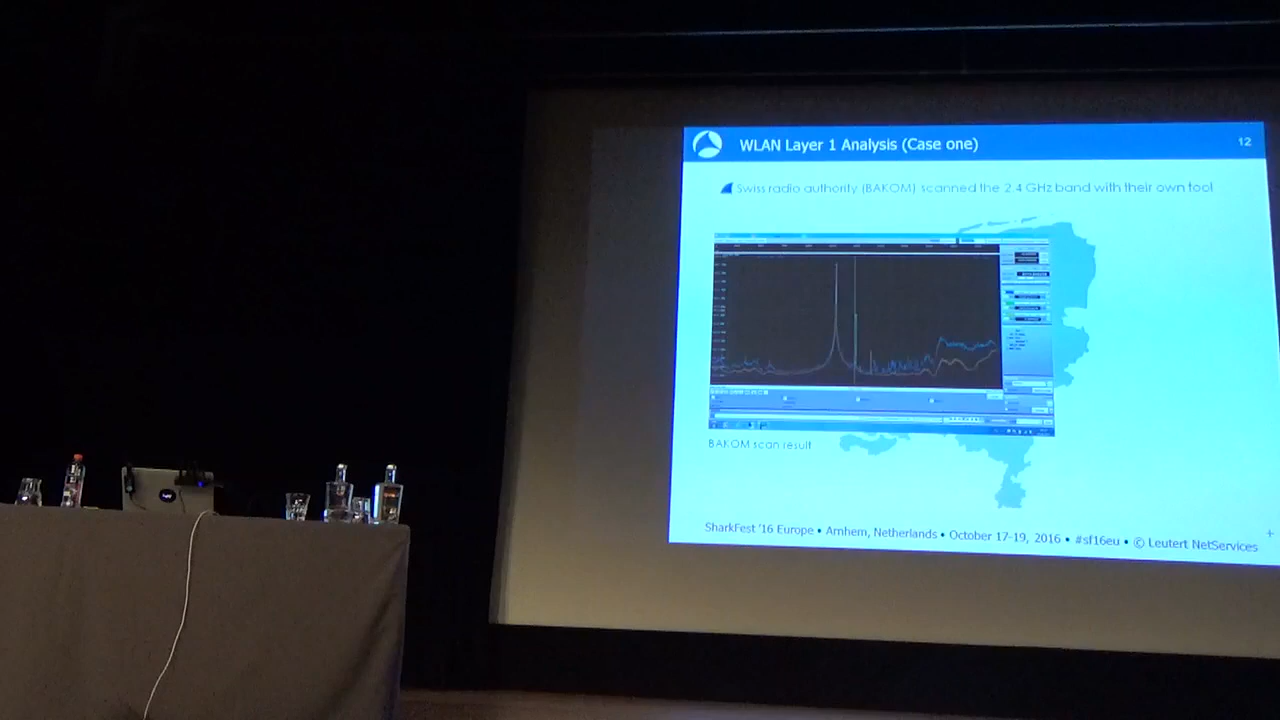 WLAN Layer 1 Analysis (Case one)
12
Swiss radio authority (BAKOM) scanned the 2.4 GHz band with their own tool
BAKOM scan result
SharkFest '16 Europe • Arnhem, Netherlands • October 17-19, 2016 • #sf16eu • © Leutert NetServices